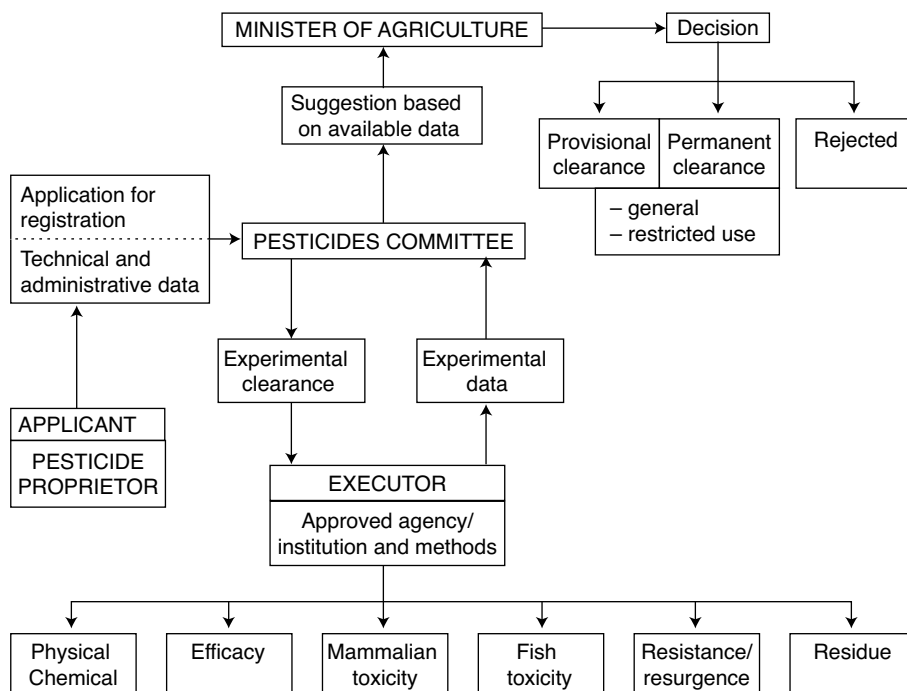 MINISTER OF AGRICULTURE
Decision
Suggestion based
on available data
Provisional
clearance
Permanent
clearance
Rejected
– general
– restricted use
Application for
registration
Technical and
administrative data
PESTICIDES COMMITTEE
Experimental
clearance
Experimental
data
APPLICANT
PESTICIDE
PROPRIETOR
EXECUTOR
Approved agency/
institution and methods
Physical
Chemical
Efficacy
Mammalian
toxicity
Fish
toxicity
Resistance/
resurgence
Residue